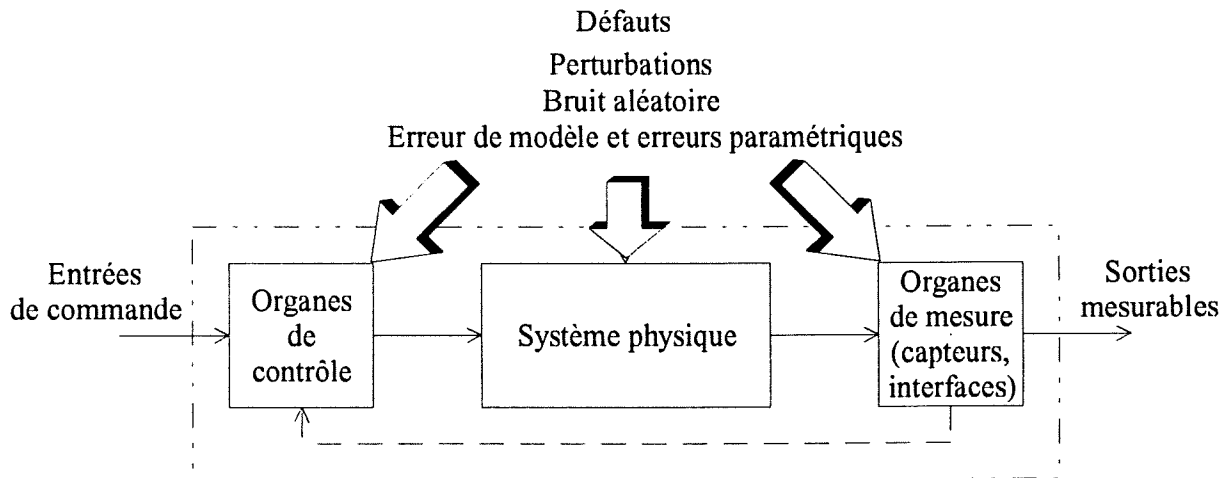 Défauts
Perturbations
Bruit aléatoire
Erreur de modèle et erreurs paramétriques
Entrées
de commande
Organes
de
contrôle
Système physique
Organes
de mesure
(capteurs,
interfaces)
Sorties
mesurables